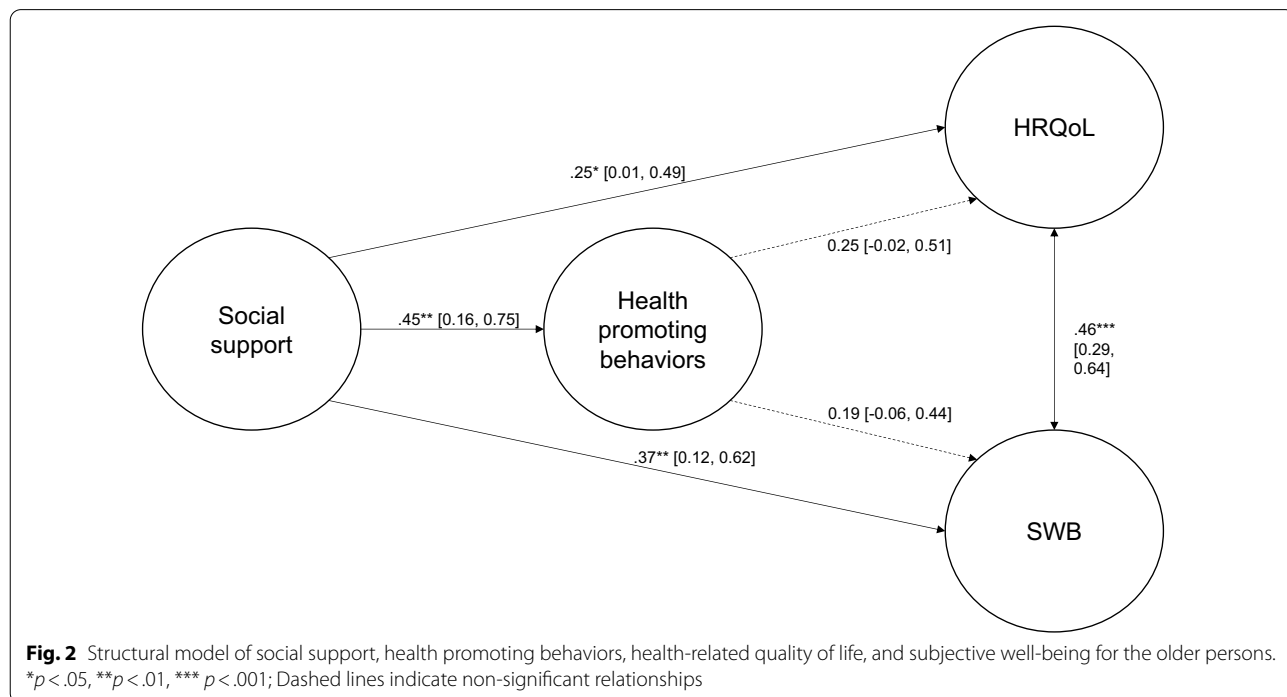 HRQoL
.25* [0.01, 0.49]
0.25 [-0.02, 0.51]
Social
support
.45** [0.16, 0.75]
Health
promoting
behaviors
.46***
[0.29,
0.64]
0.19 [-0.06, 0.44]
.37** [0.12, 0.62]
SWB
Fig. 2 Structural model of social support, health promoting behaviors, health-related quality of life, and subjective well-being for the older persons.
*p < .05, **p < .01, *** p < .001; Dashed lines indicate non-significant relationships